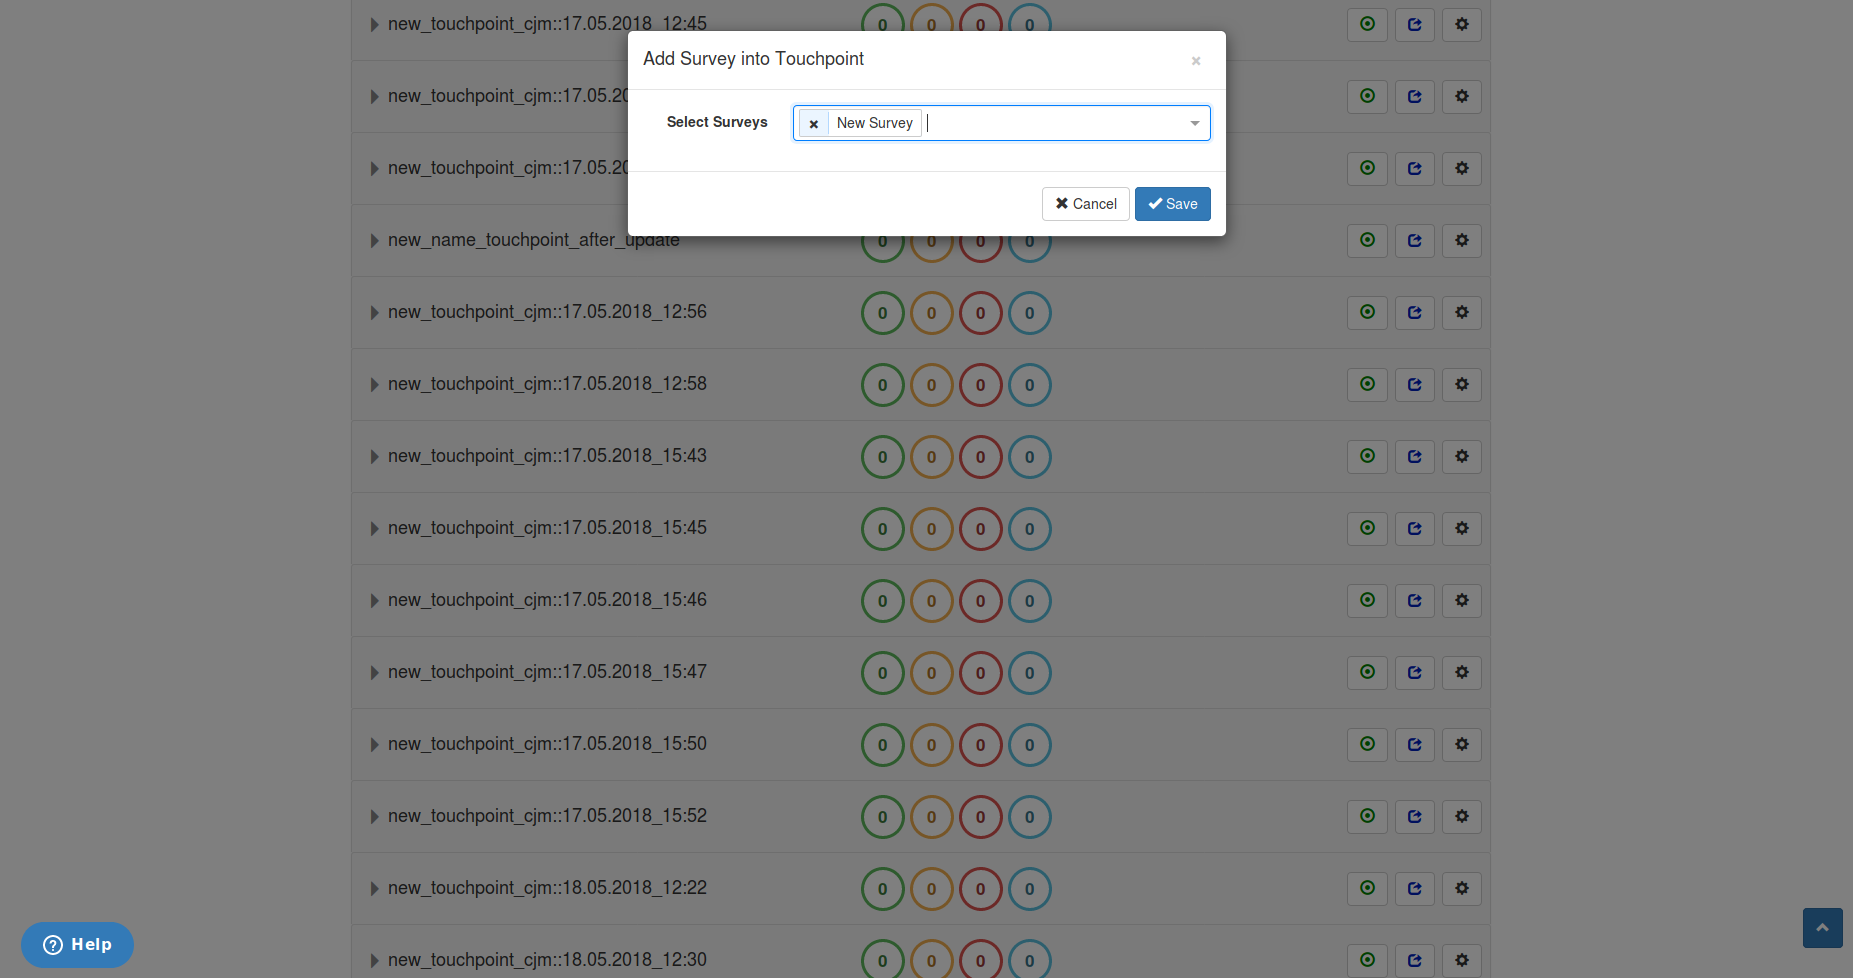 new_touchpoint_cjm::17.05.2018_12:45 0 0 0 0
Add Survey into Touchpoint ×
new_touchpoint_cjm::17.05.20
Select Surveys × New Survey
new_touchpoint_cjm::17.05.20
Cancel Save
new_name_touchpoint_after_update 0 0 0 0
new_touchpoint_cjm::17.05.2018_12:56 0 0 0 0
new_touchpoint_cjm::17.05.2018_12:58 0 0 0 0
new_touchpoint_cjm::17.05.2018_15:43 0 0 0 0
new_touchpoint_cjm::17.05.2018_15:45 0 0 0 0
new_touchpoint_cjm::17.05.2018_15:46 0 0 0 0
new_touchpoint_cjm::17.05.2018_15:47 0 0 0 0
new_touchpoint_cjm::17.05.2018_15:50 0 0 0 0
new_touchpoint_cjm::17.05.2018_15:52 0 0 0 0
new_touchpoint_cjm::18.05.2018_12:22 0 0 0 0
Help
new_touchpoint_cjm::18.05.2018_12:30 0 0 0 0